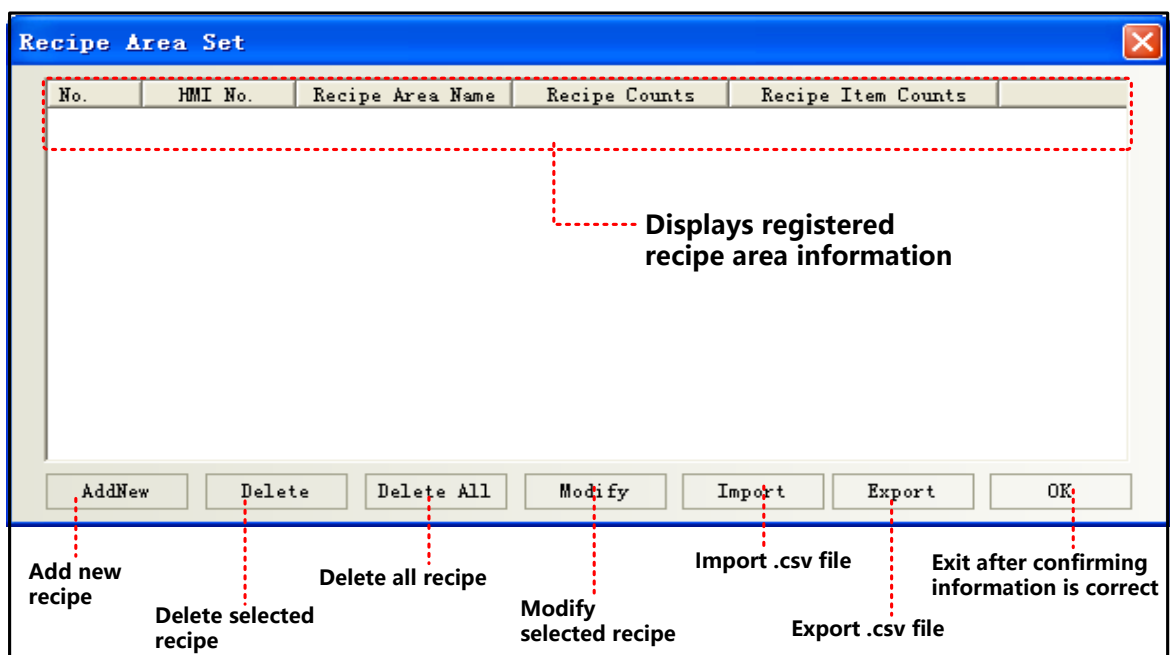 Recipe Area Set
No. HMI No. Recipe Area Name Recipe Counts Recipe Item Counts
Displays registered
recipe area information
AddNew Delete Delete All Modify Import Export OK
Add new
recipe
Delete selected
recipe
Delete all recipe
Modify
selected recipe
Import .csv file
Export .csv file
Exit after confirming
information is correct